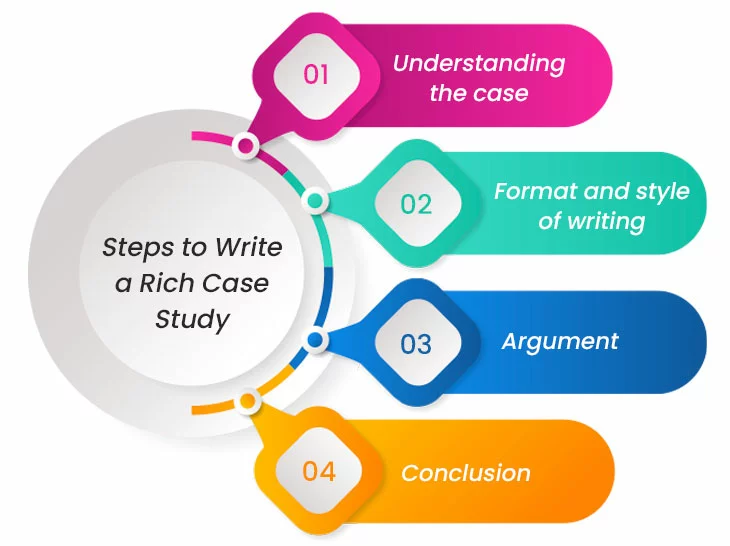 Steps to Write
a Rich Case
Study
01
Understanding
the case
02
Format and style
of writing
03
Argument
04
Conclusion